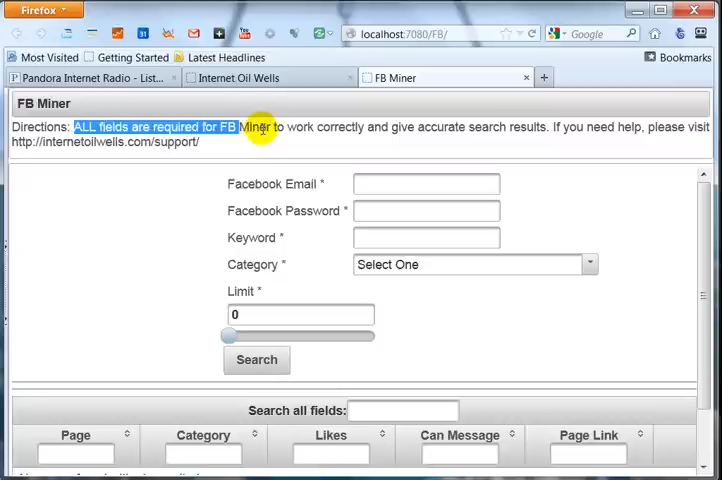 Firefox
localhost:7080/FB/
Google
Most Visited Getting Started Latest Headlines Bookmarks
Pandora Internet Radio - List... Internet Oil Wells FB Miner
FB Miner
Directions: ALL fields are required for FB Miner to work correctly and give accurate search results. If you need help, please visit
http://internetoilwells.com/support/
Facebook Email *
Facebook Password *
Keyword *
Category * Select One
Limit *
0
Search
Search all fields:
Page Category Likes Can Message Page Link